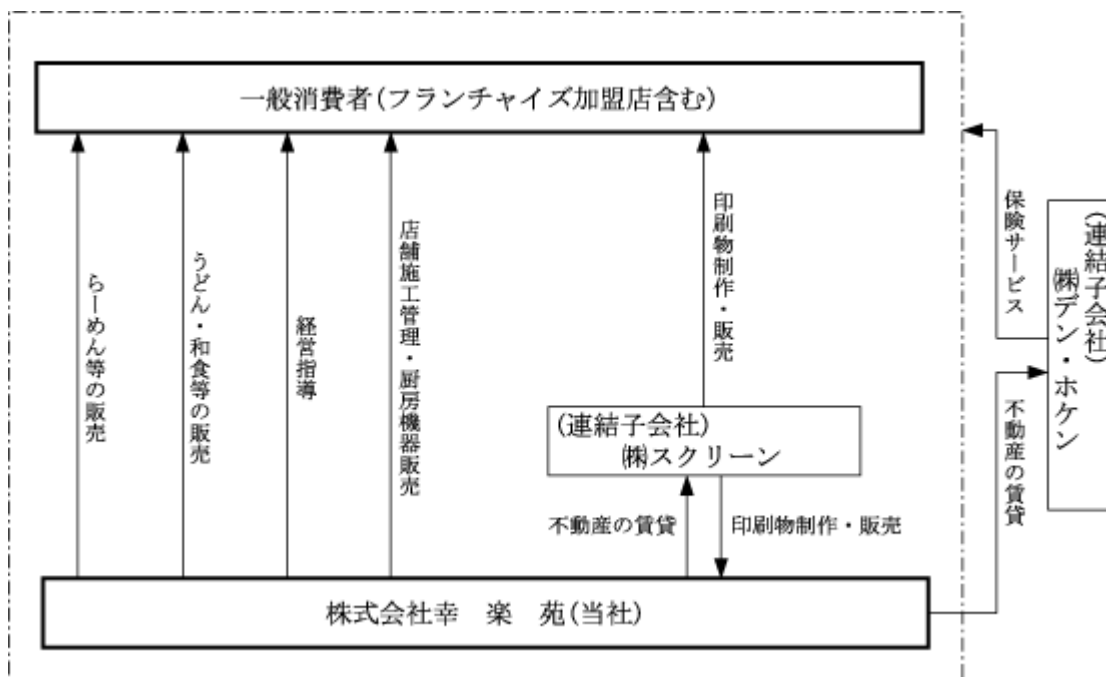 一般消費者(フランチャイズ加盟店含む)
らーめん等の販売
うどん・和食等の販売
経営指導
店舗施工管理・厨房機器販売
印刷物制作・販売
保険サービス
(連結子会社)
㈱デン・ホケン
(連結子会社)
㈱スクリーン
不動産の賃貸
印刷物制作・販売
不動産の賃貸
株式会社幸　楽　苑(当社)